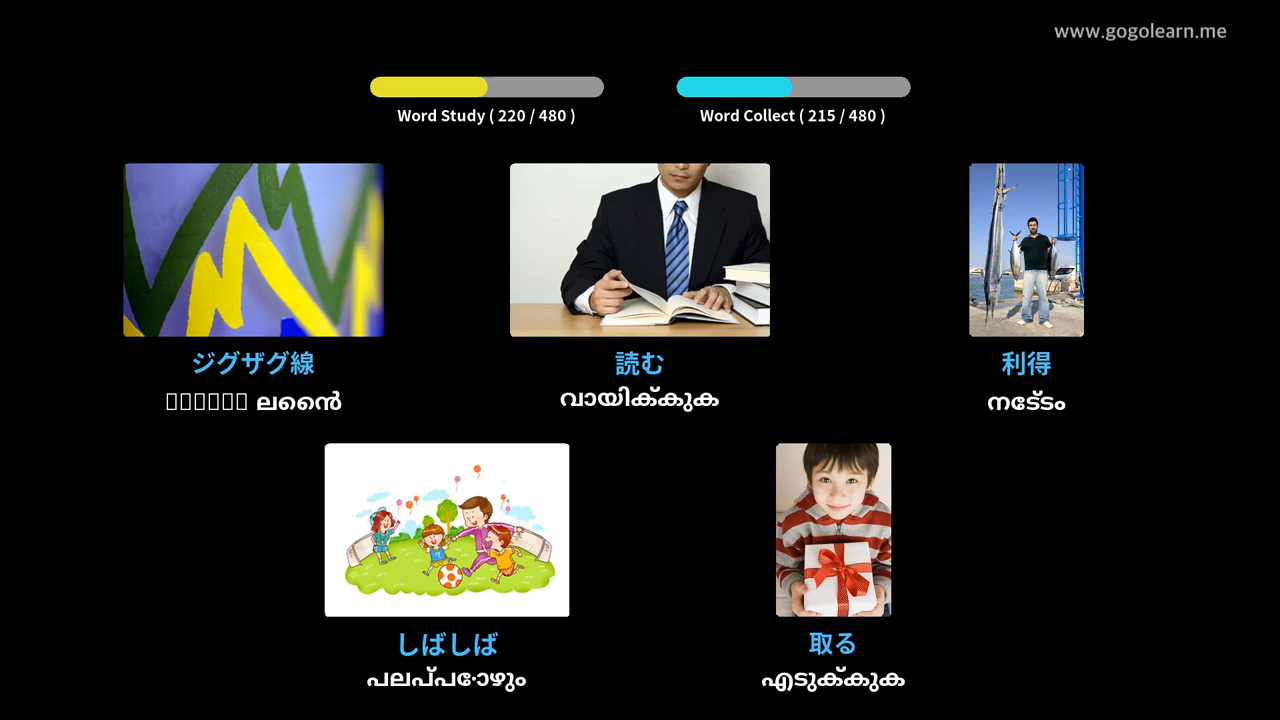 www.gogolearn.me
Word Study ( 220 / 480 )
Word Collect ( 215 / 480 )
ジグザグ線
ലൈൻ
読む
വായിക്കുക
利得
നേട്ടം
しばしば
പലപ്പോഴും
取る
എടുക്കുക